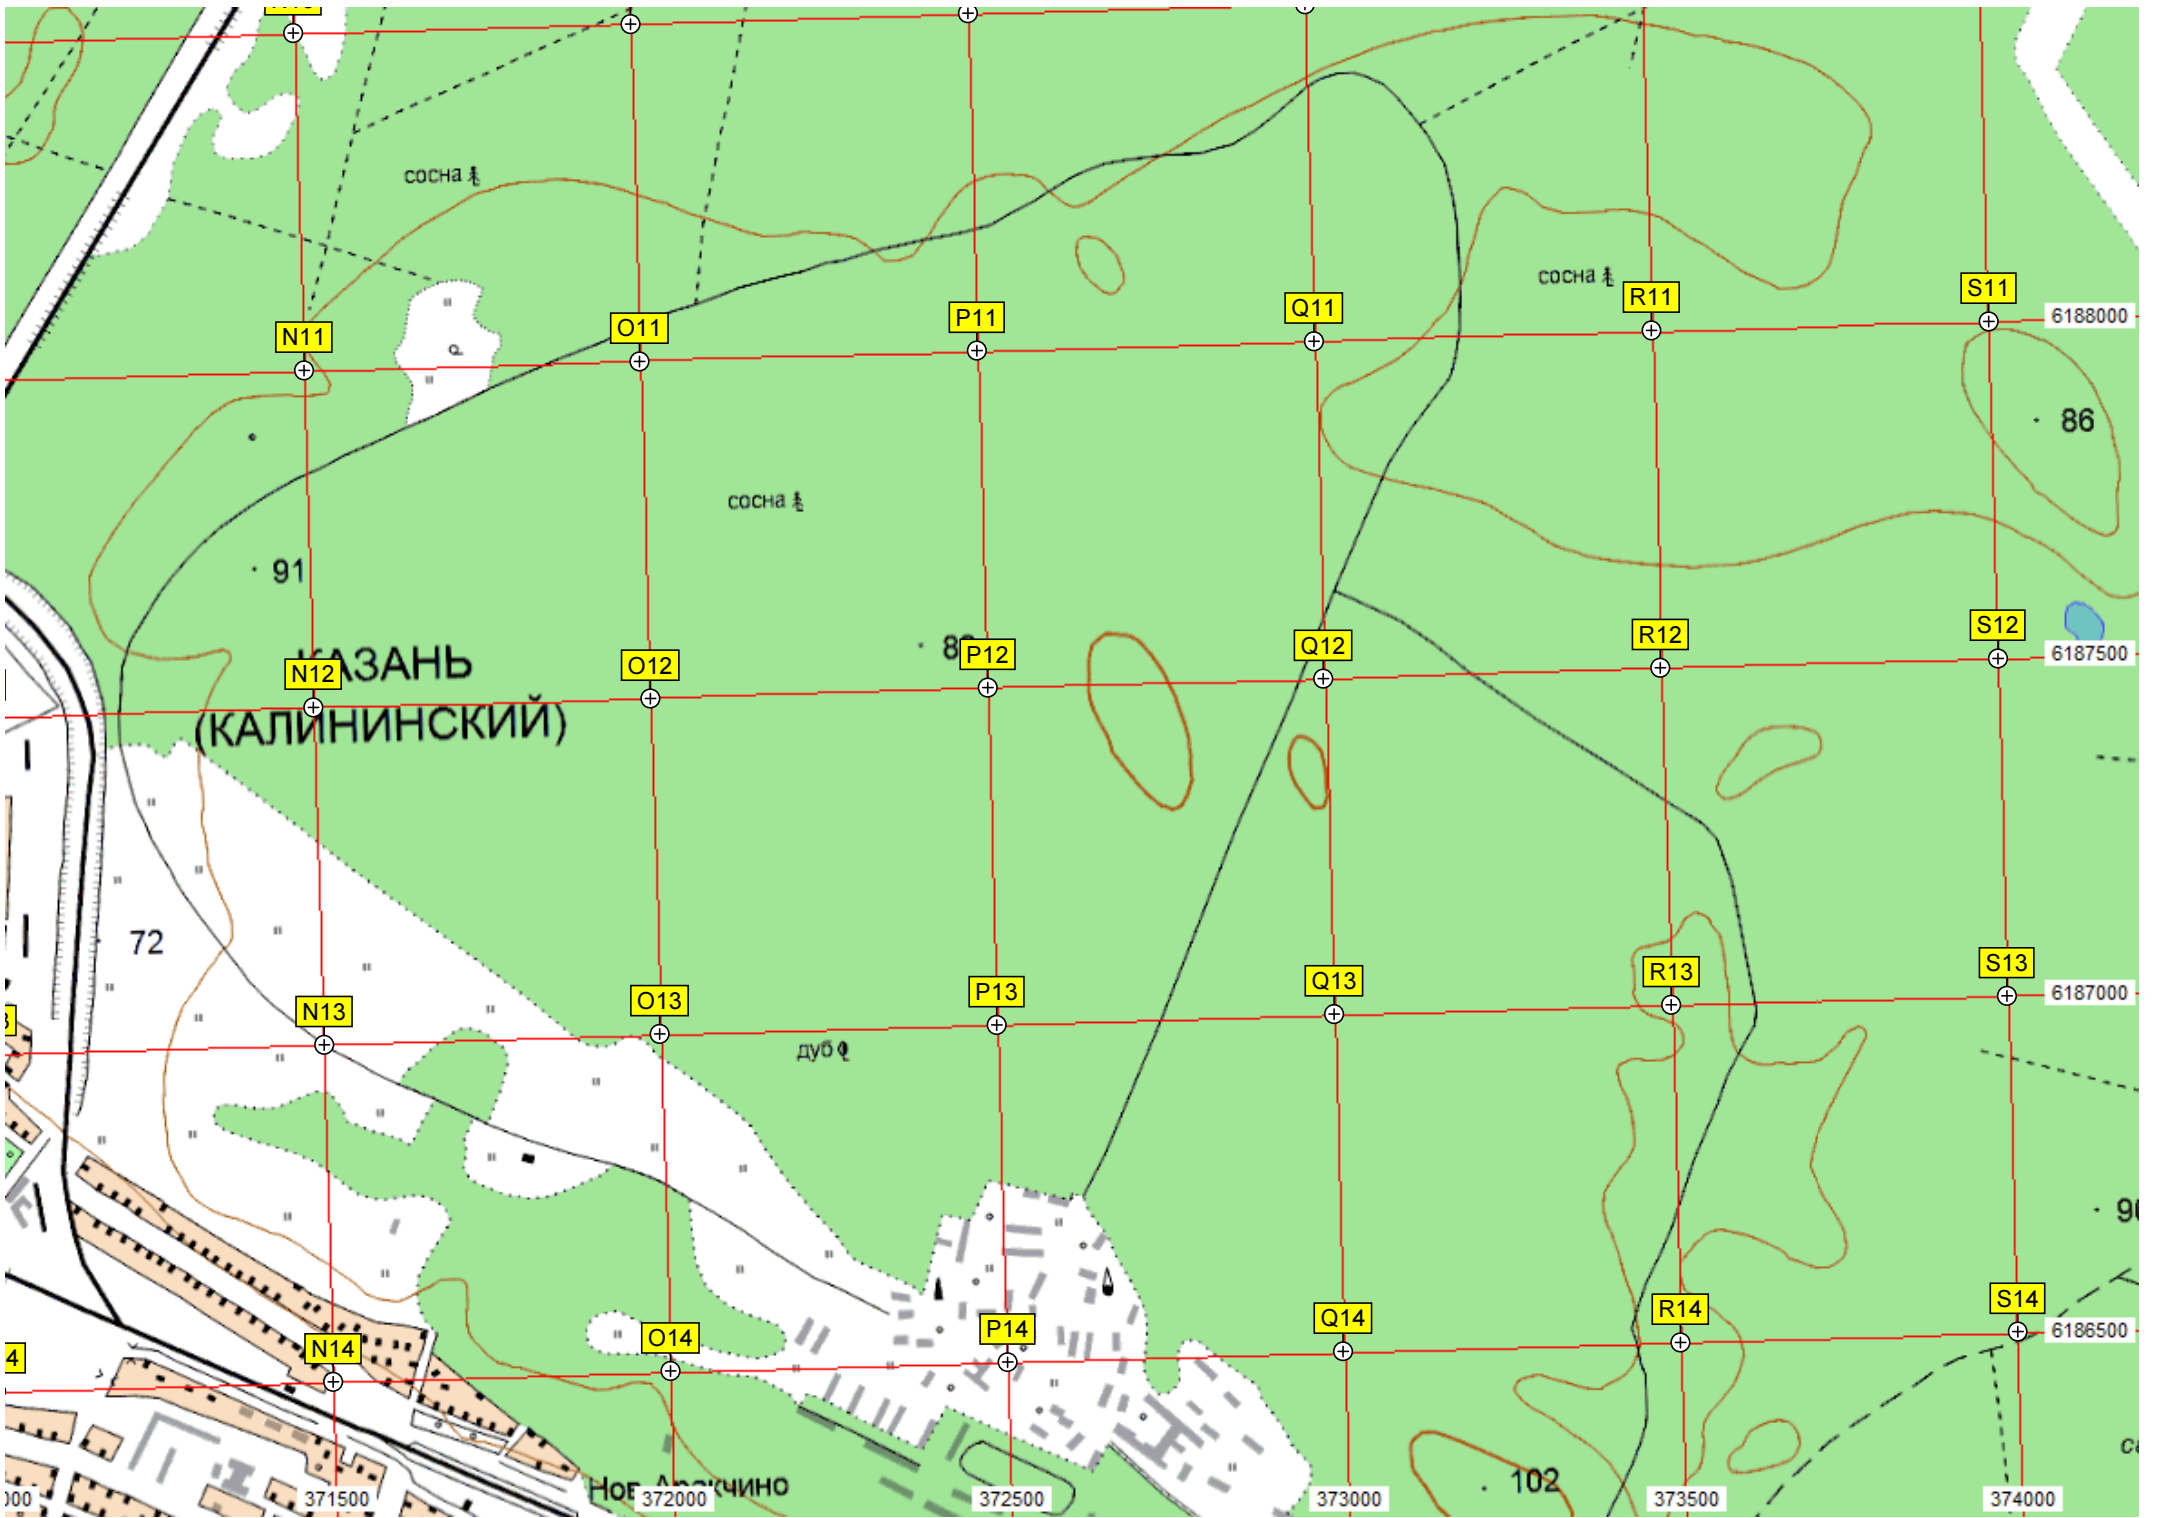 сосна
сосна
N11
O11
P11
Q11
R11
S11
6188000
86
сосна
91
КАЗАНЬ
(КАЛИНИНСКИЙ)
N12
O12
P12
Q12
R12
S12
6187500
72
N13
O13
P13
Q13
R13
S13
6187000
дуб
N14
O14
P14
Q14
R14
S14
6186500
102
Нов. Аракчино
371500
372000
372500
373000
373500
374000